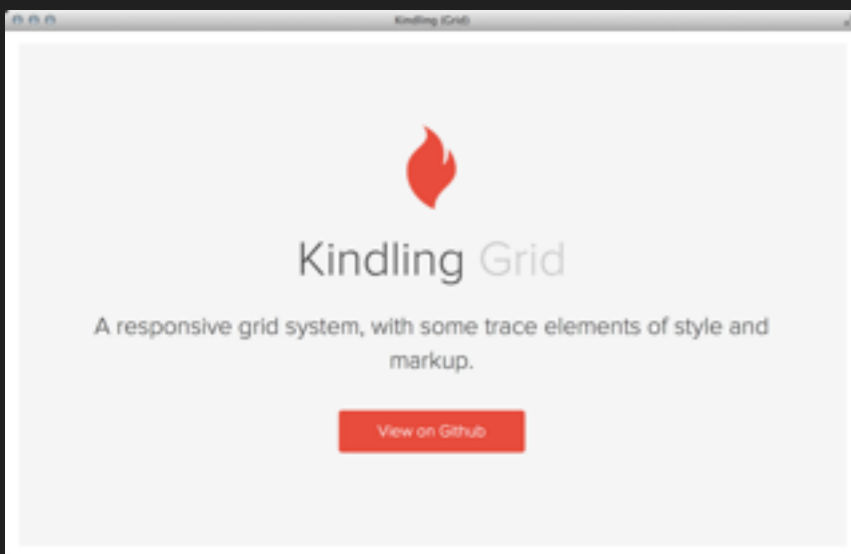 Kindling (Grid)
Kindling Grid
A responsive grid system, with some trace elements of style and
markup.
View on Github